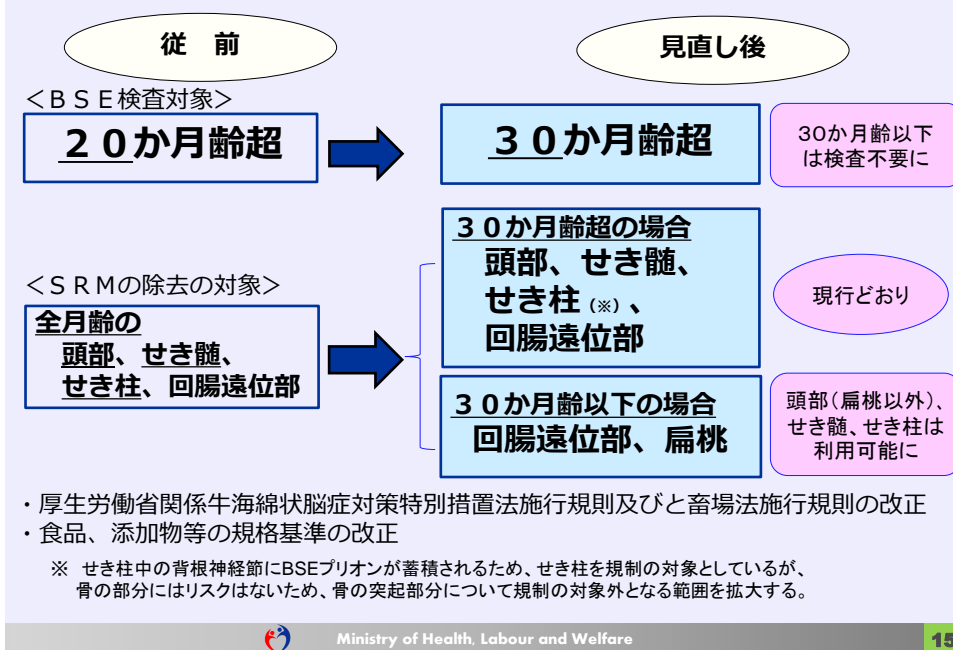 従 前
見直し後
＜ＢＳＥ検査対象＞
２０か月齢超
３０か月齢超
30か月齢以下
は検査不要に
＜ＳＲＭの除去の対象＞
全月齢の
頭部、せき髄、
せき柱、回腸遠位部
３０か月齢超の場合
頭部、せき髄、
せき柱（※）、
回腸遠位部
現行どおり
３０か月齢以下の場合
回腸遠位部、扁桃
頭部（扁桃以外）、
せき髄、せき柱は
利用可能に
・厚生労働省関係牛海綿状脳症対策特別措置法施行規則及びと畜場法施行規則の改正
・食品、添加物等の規格基準の改正
※ せき柱中の背根神経節にBSEプリオンが蓄積されるため、せき柱を規制の対象としているが、
骨の部分にはリスクはないため、骨の突起部分について規制の対象外となる範囲を拡大する。
Ministry of Health, Labour and Welfare
15